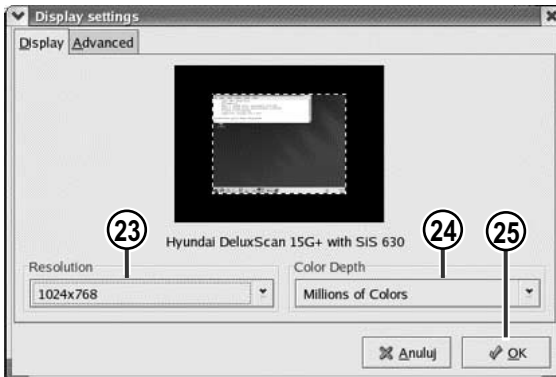 Display settings
Display Advanced
Hyundai DeluxScan 15G+ with SiS 630
23
24
25
Resolution
Color Depth
1024x768
Millions of Colors
Anuluj
OK